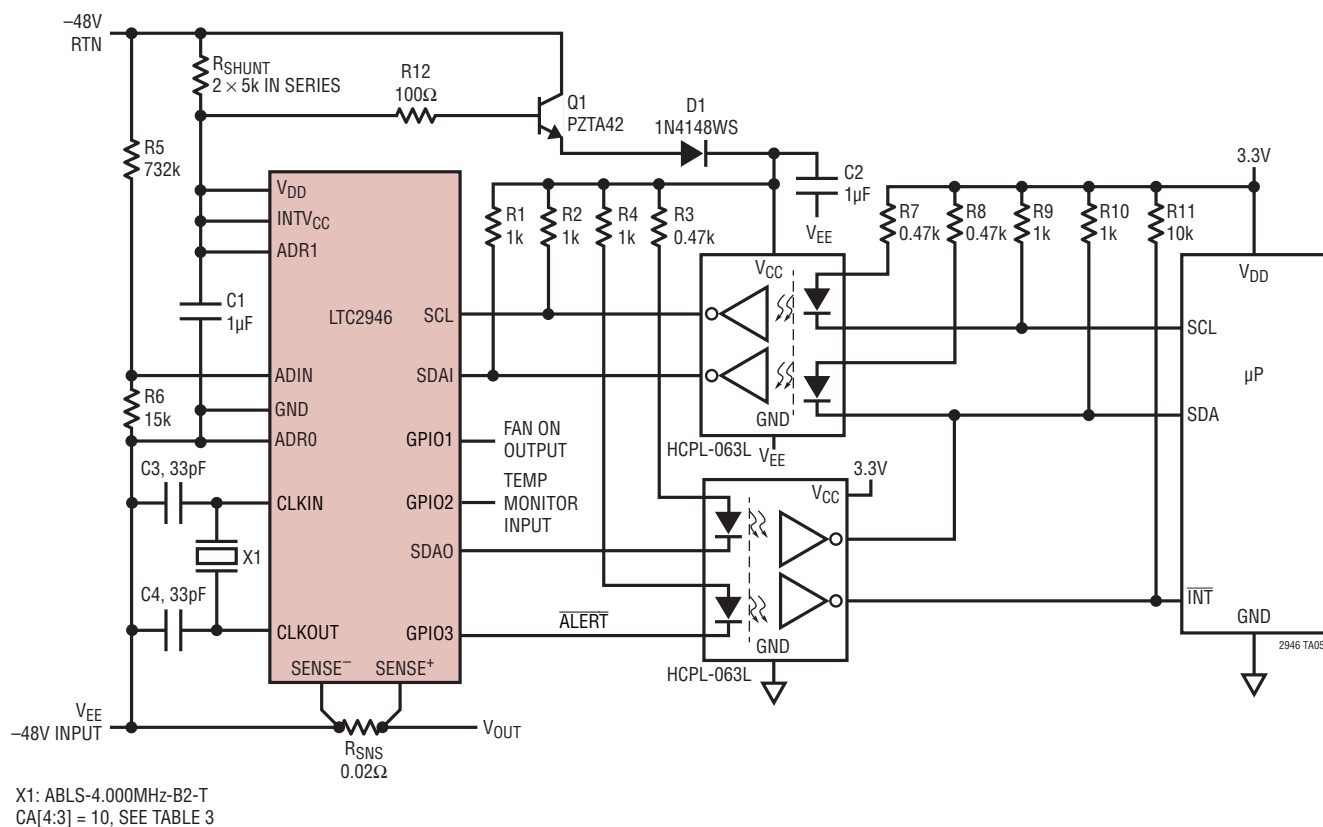 –48V
RTN
RSHUNT
2 × 5k IN SERIES
R12
100Ω
Q1
PZTA42
D1
1N4148WS
3.3V
R5
732k
C2
1µF
VEE
VDD
INTVCC
ADR1
R1
1k
R2
1k
R4
1k
R3
0.47k
R7
0.47k
R8
0.47k
R9
1k
R10
1k
R11
10k
VCC
VDD
C1
1µF
LTC2946
SCL
SCL
µP
ADIN
SDAI
R6
15k
GND
SDA
GND
ADR0
GPIO1
FAN ON
OUTPUT
HCPL-063L
VEE
3.3V
C3, 33pF
CLKIN
GPIO2
TEMP
MONITOR
INPUT
VCC
X1
SDAO
C4, 33pF
INT
CLKOUT
GPIO3
ALERT
GND
GND
SENSE–
SENSE+
HCPL-063L
2946 TA05
VEE
–48V INPUT
VOUT
RSNS
0.02Ω
X1: ABLS-4.000MHz-B2-T
CA[4:3] = 10, SEE TABLE 3